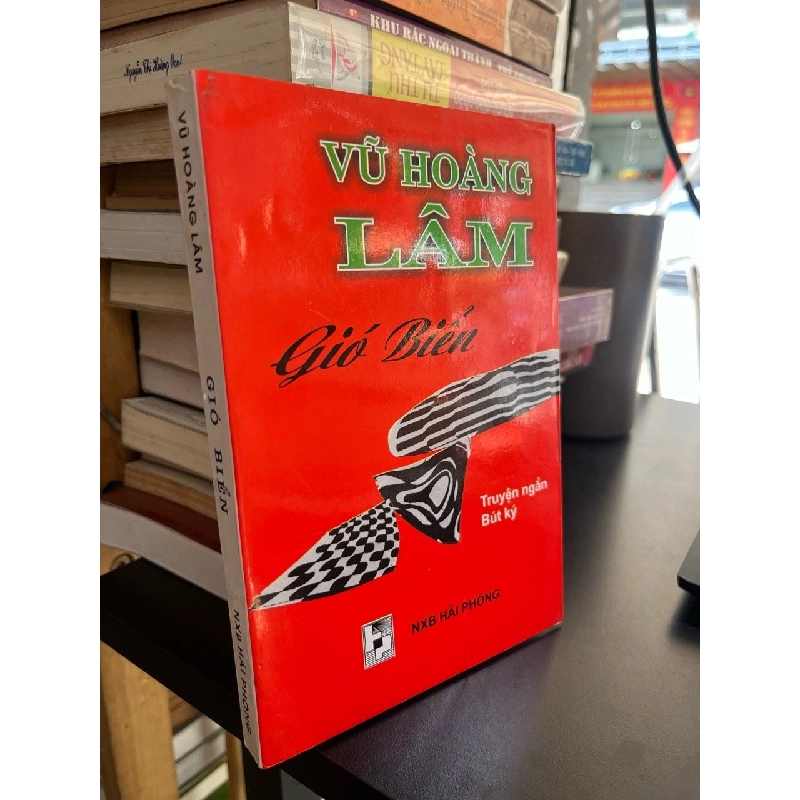 VŨ HOÀNG
LÂM
Gió Biển
Truyện ngắn
Bút ký
NXB HẢI PHÒNG
VŨ HOÀNG LÂM
GIÓ BIỂN
NXB HẢI PHÒNG
KHU RÁC NGOẠI THÀNH